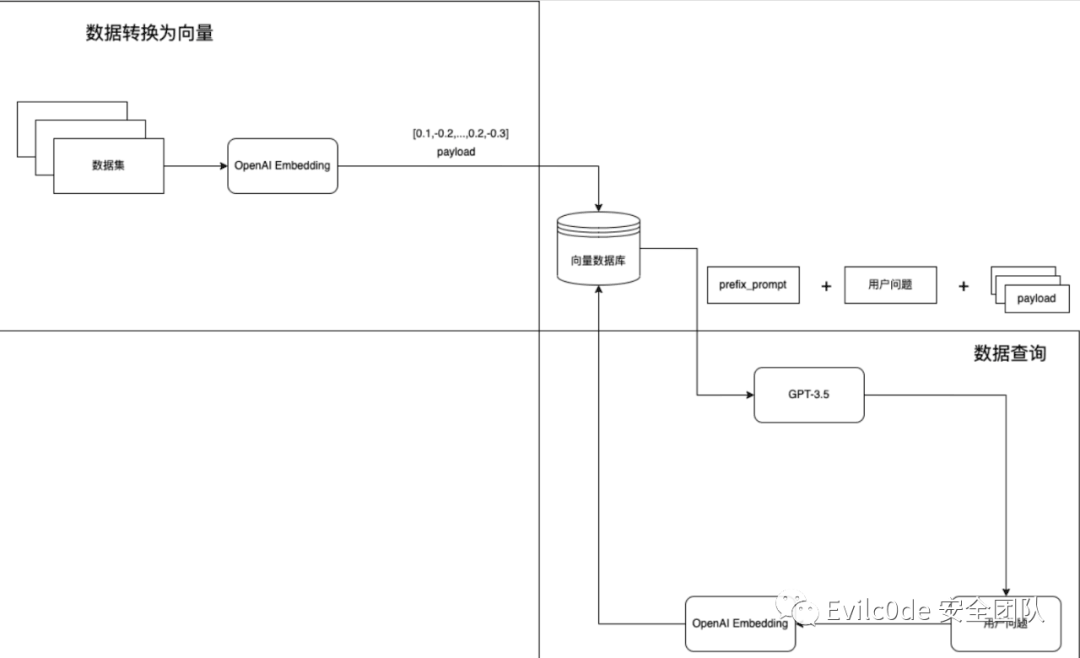 数据转换为向量
数据集
OpenAI Embedding
[0.1,-0.2,...,0.2,-0.3]
payload
向量数据库
prefix_prompt
+
用户问题
+
payload
数据查询
GPT-3.5
OpenAI Embedding
用户问题
Evilc0de 安全团队